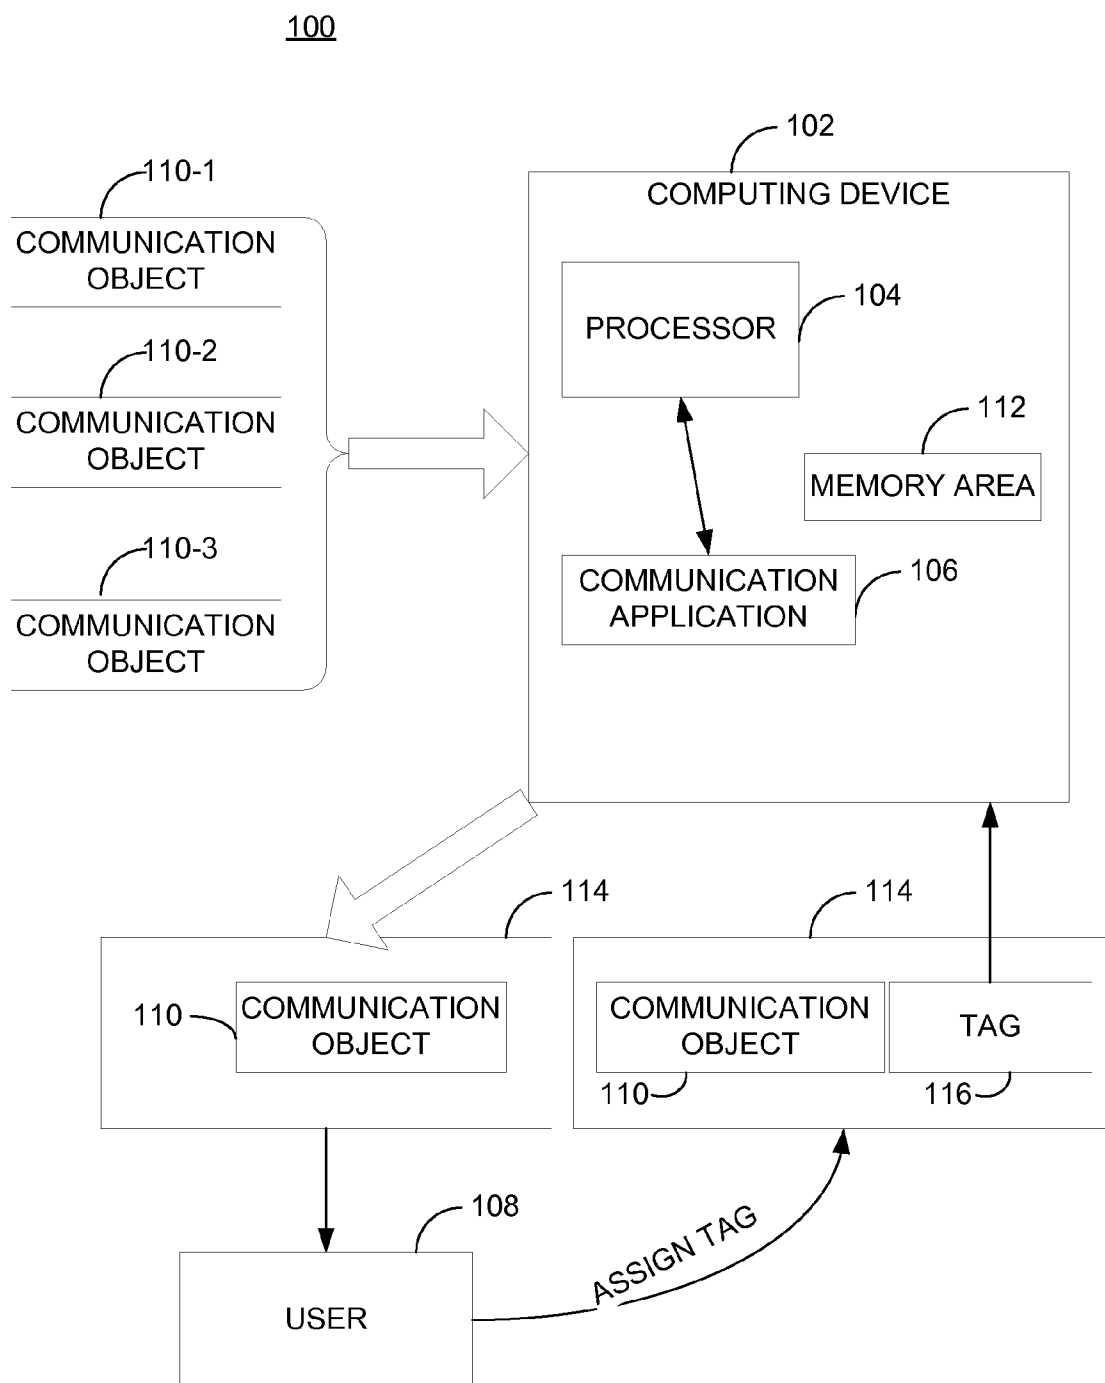 100
102
110-1
COMPUTING DEVICE
COMMUNICATION
OBJECT
104
PROCESSOR
110-2
COMMUNICATION
OBJECT
112
MEMORY AREA
110-3
106
COMMUNICATION
APPLICATION
COMMUNICATION
OBJECT
114
114
110
COMMUNICATION
OBJECT
COMMUNICATION
OBJECT
TAG
110
116
108
ASSIGN TAG
USER